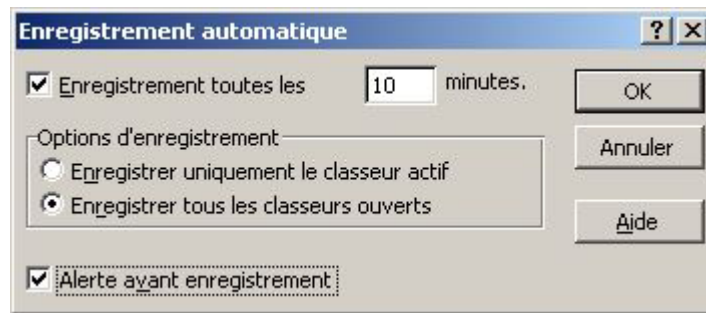 Enregistrement automatique
Enregistrement toutes les 10 minutes.
OK
Options d'enregistrement
Annuler
Enregistrer uniquement le classeur actif
Enregistrer tous les classeurs ouverts
Aide
Alerte avant enregistrement